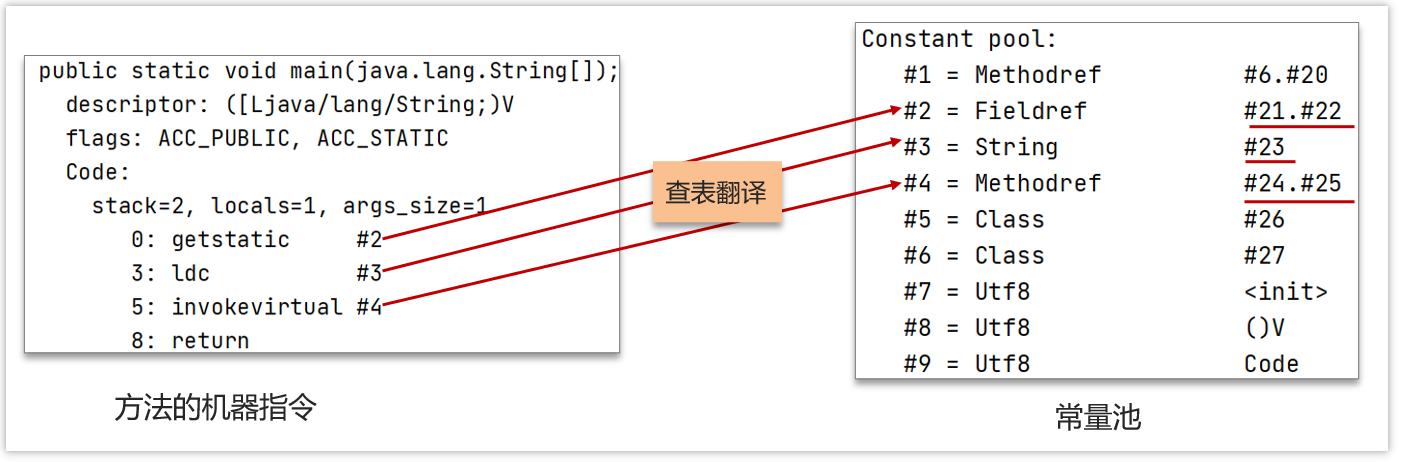 public static void main(java.lang.String[]);
descriptor: ([Ljava/lang/String;)V
flags: ACC_PUBLIC, ACC_STATIC
Code:
stack=2, locals=1, args_size=1
0: getstatic #2
3: ldc #3
5: invokevirtual #4
8: return
方法的机器指令
查表翻译
Constant pool:
#1 = Methodref #6.#20
#2 = Fieldref #21.#22
#3 = String #23
#4 = Methodref #24.#25
#5 = Class #26
#6 = Class #27
#7 = Utf8 <init>
#8 = Utf8 ()V
#9 = Utf8 Code
常量池